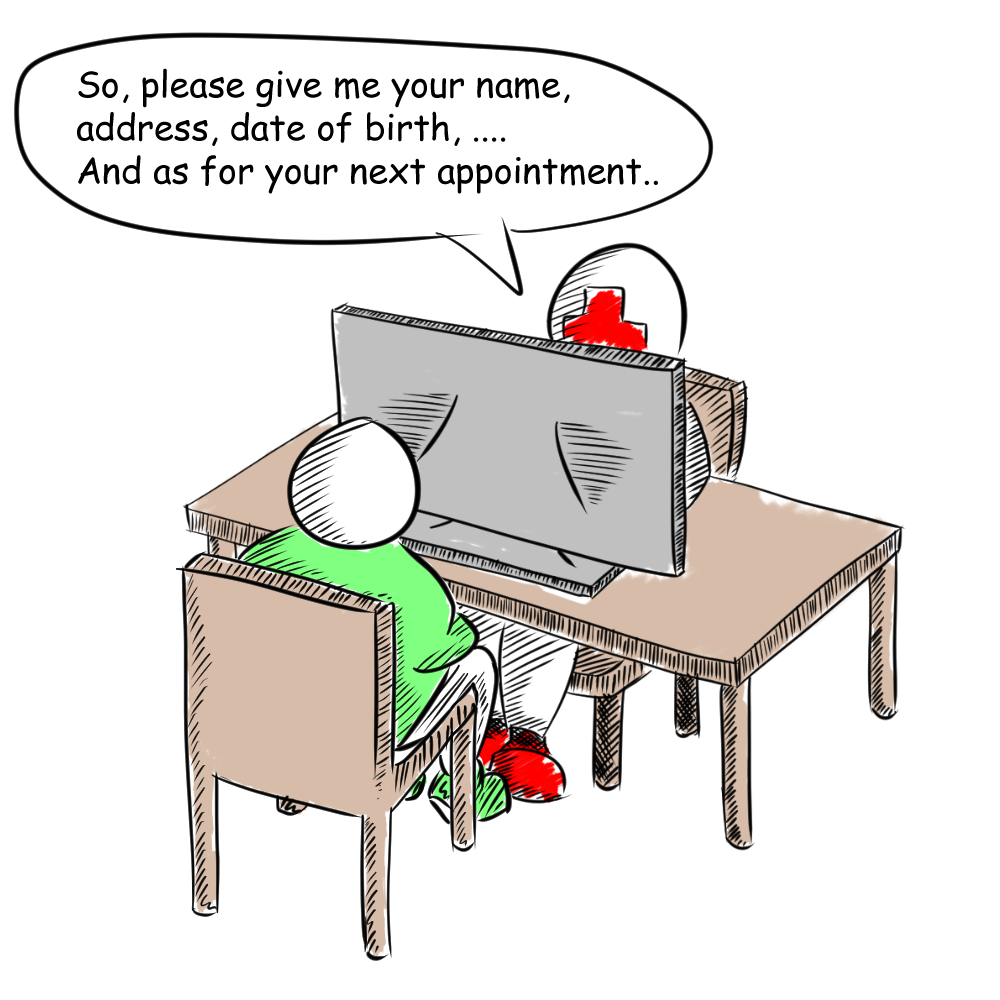 So, please give me your name,
address, date of birth, ....
And as for your next appointment..